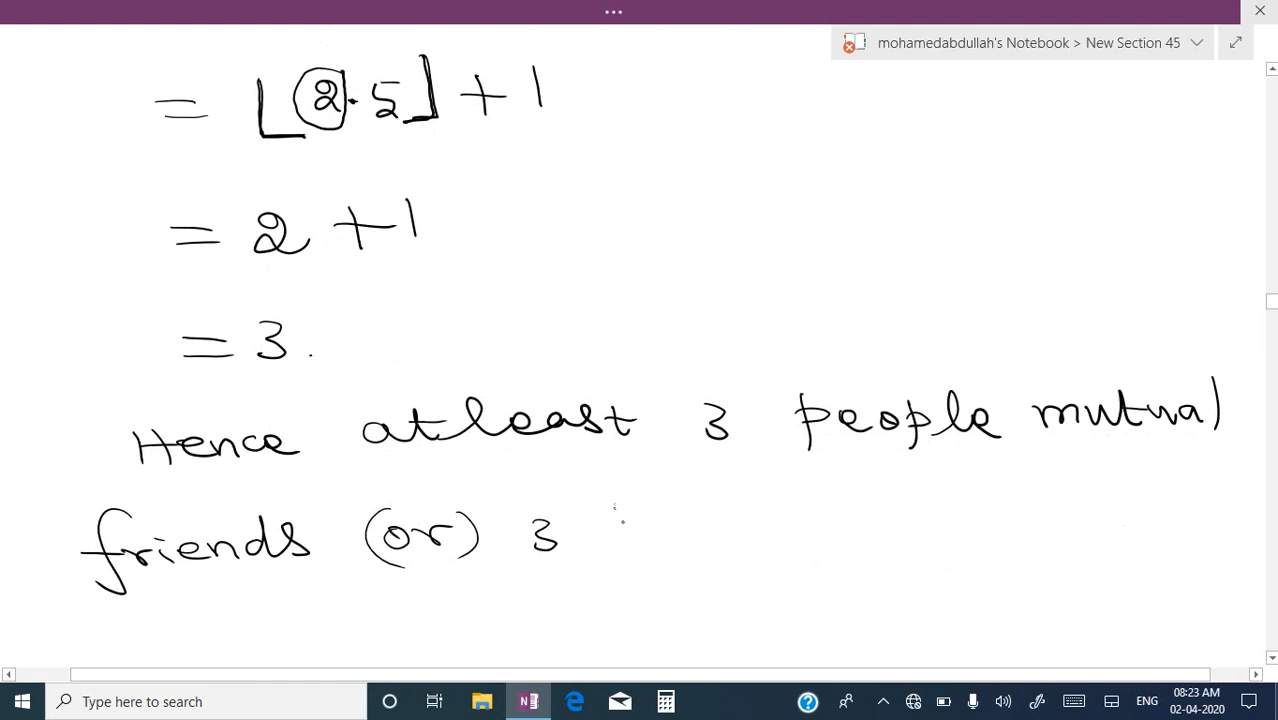 mohamedabdullah's Notebook > New Section 45
= ⌊2.5⌋ + 1
= 2 + 1
= 3.
Hence atleast 3 people mutual
friends (or) 3
Type here to search
ENG
08:23 AM
02-04-2020